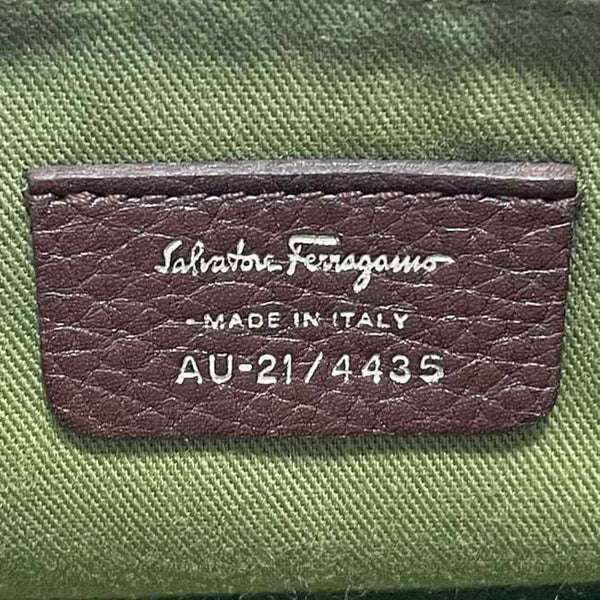 Salvatore Ferragamo
MADE IN ITALY
AU-21/4435